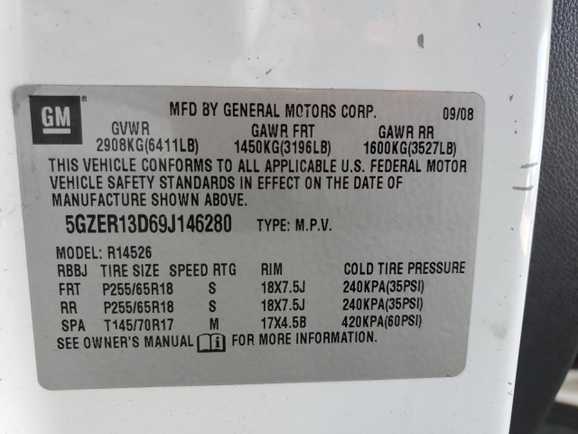 GM ®
MFD BY GENERAL MOTORS CORP. 09/08
GVWR GAWR FRT GAWR RR
2908KG(6411LB) 1450KG(3196LB) 1600KG(3527LB)
THIS VEHICLE CONFORMS TO ALL APPLICABLE U.S. FEDERAL MOTOR
VEHICLE SAFETY STANDARDS IN EFFECT ON THE DATE OF
MANUFACTURE SHOWN ABOVE.
5GZER13D69J146280 TYPE: M.P.V.
MODEL: R14526
RBBJ TIRE SIZE SPEED RTG RIM COLD TIRE PRESSURE
FRT P255/65R18 S 18X7.5J 240KPA(35PSI)
RR P255/65R18 S 18X7.5J 240KPA(35PSI)
SPA T145/70R17 M 17X4.5B 420KPA(60PSI)
SEE OWNER'S MANUAL i FOR MORE INFORMATION.